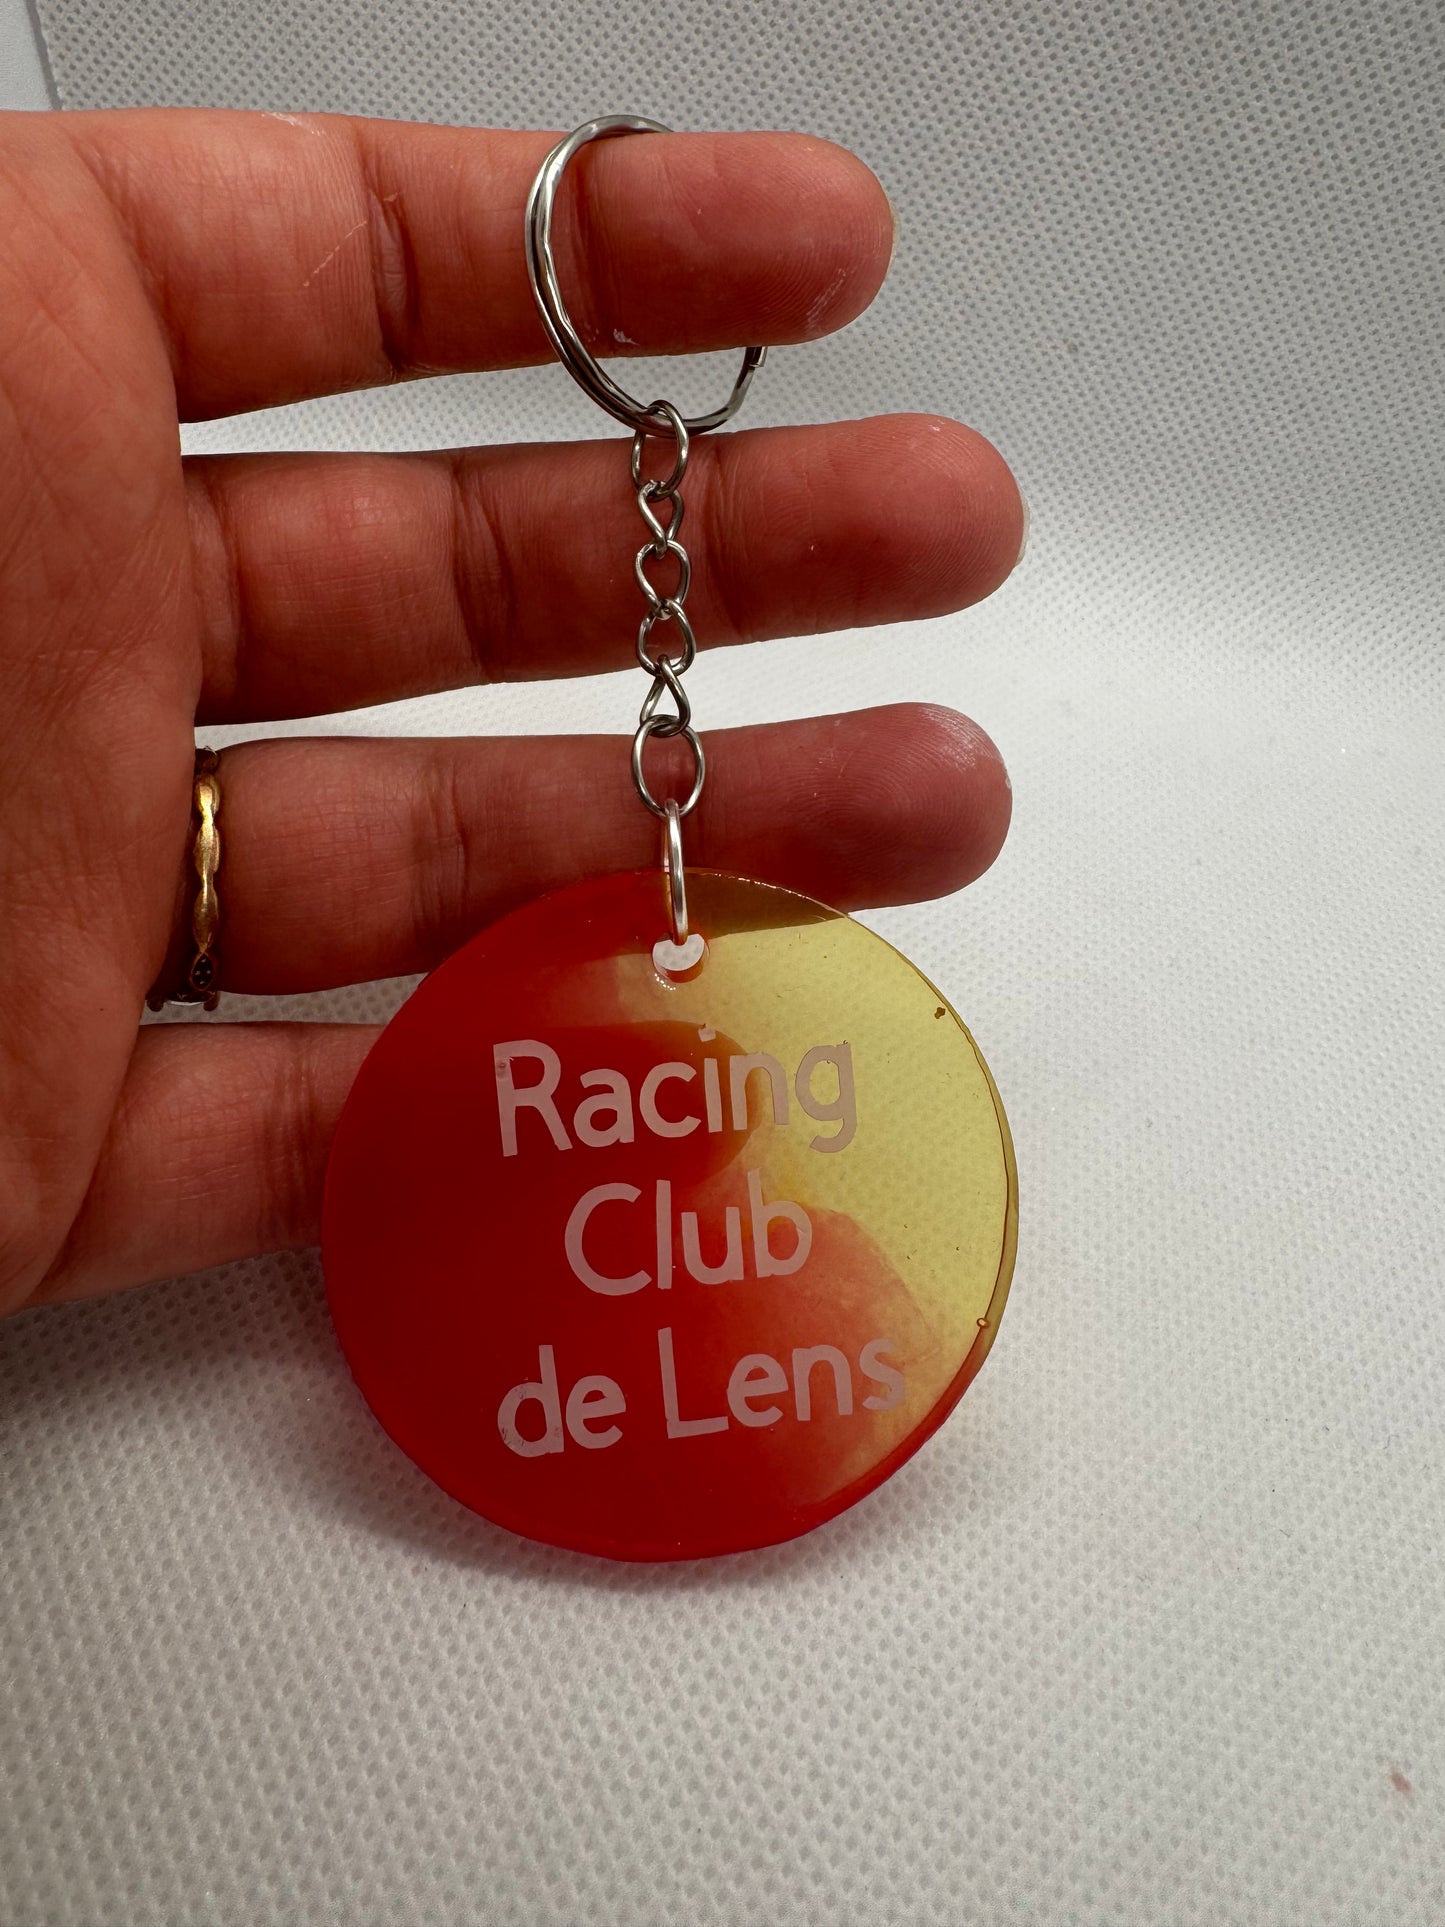 Racing
Club
de Lens